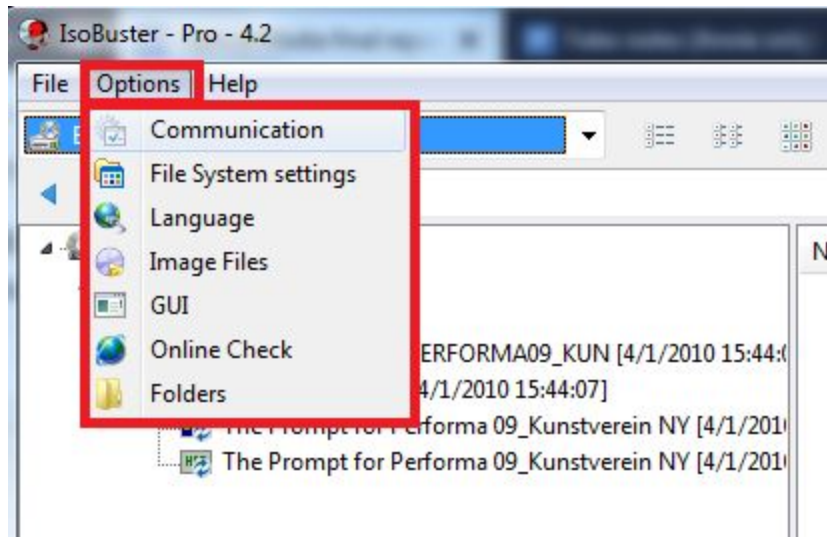 IsoBuster - Pro - 4.2
File Options Help
Communication
File System settings
Language
Image Files
GUI
Online Check
Folders
N
ERFORMA09_KUN [4/1/2010 15:44:0
4/1/2010 15:44:07]
The Prompt for Performa 09_Kunstverein NY [4/1/201
The Prompt for Performa 09_Kunstverein NY [4/1/201